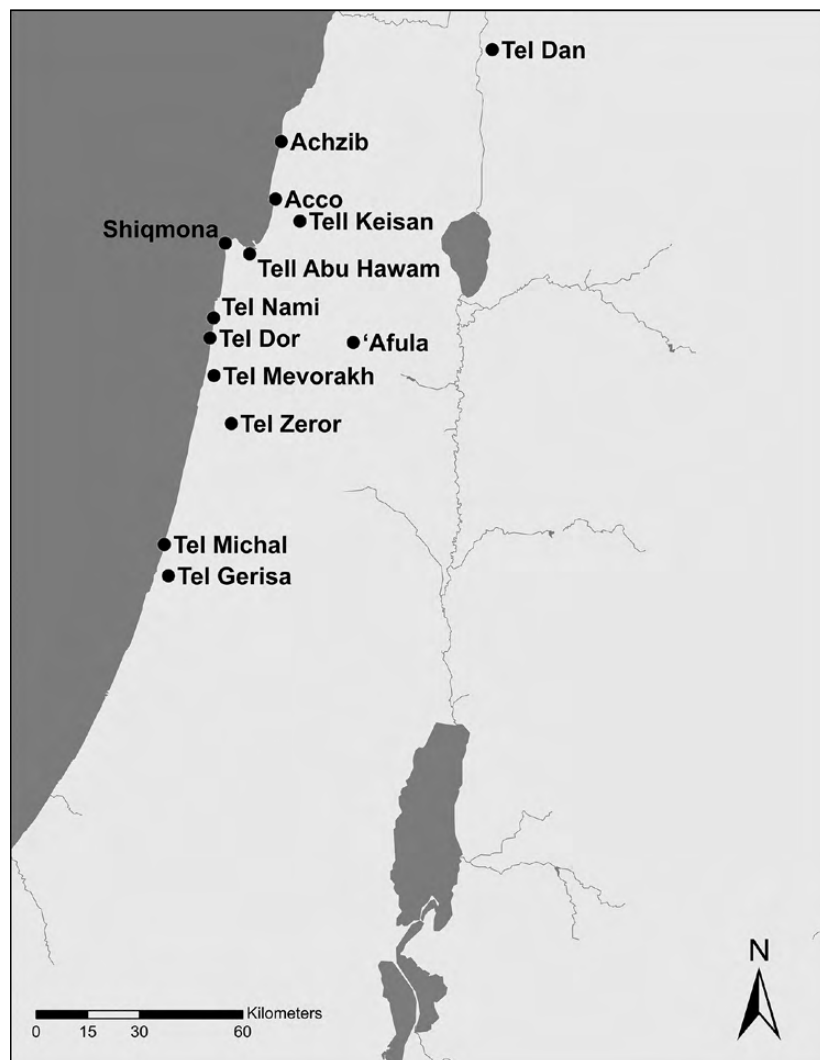 Tel Dan
Achzib
Acco
Tell Keisan
Shiqmona
Tell Abu Hawam
Tel Nami
Tel Dor
‘Afula
Tel Mevorakh
Tel Zeror
Tel Michal
Tel Gerisa
N
Kilometers
0 15 30 60